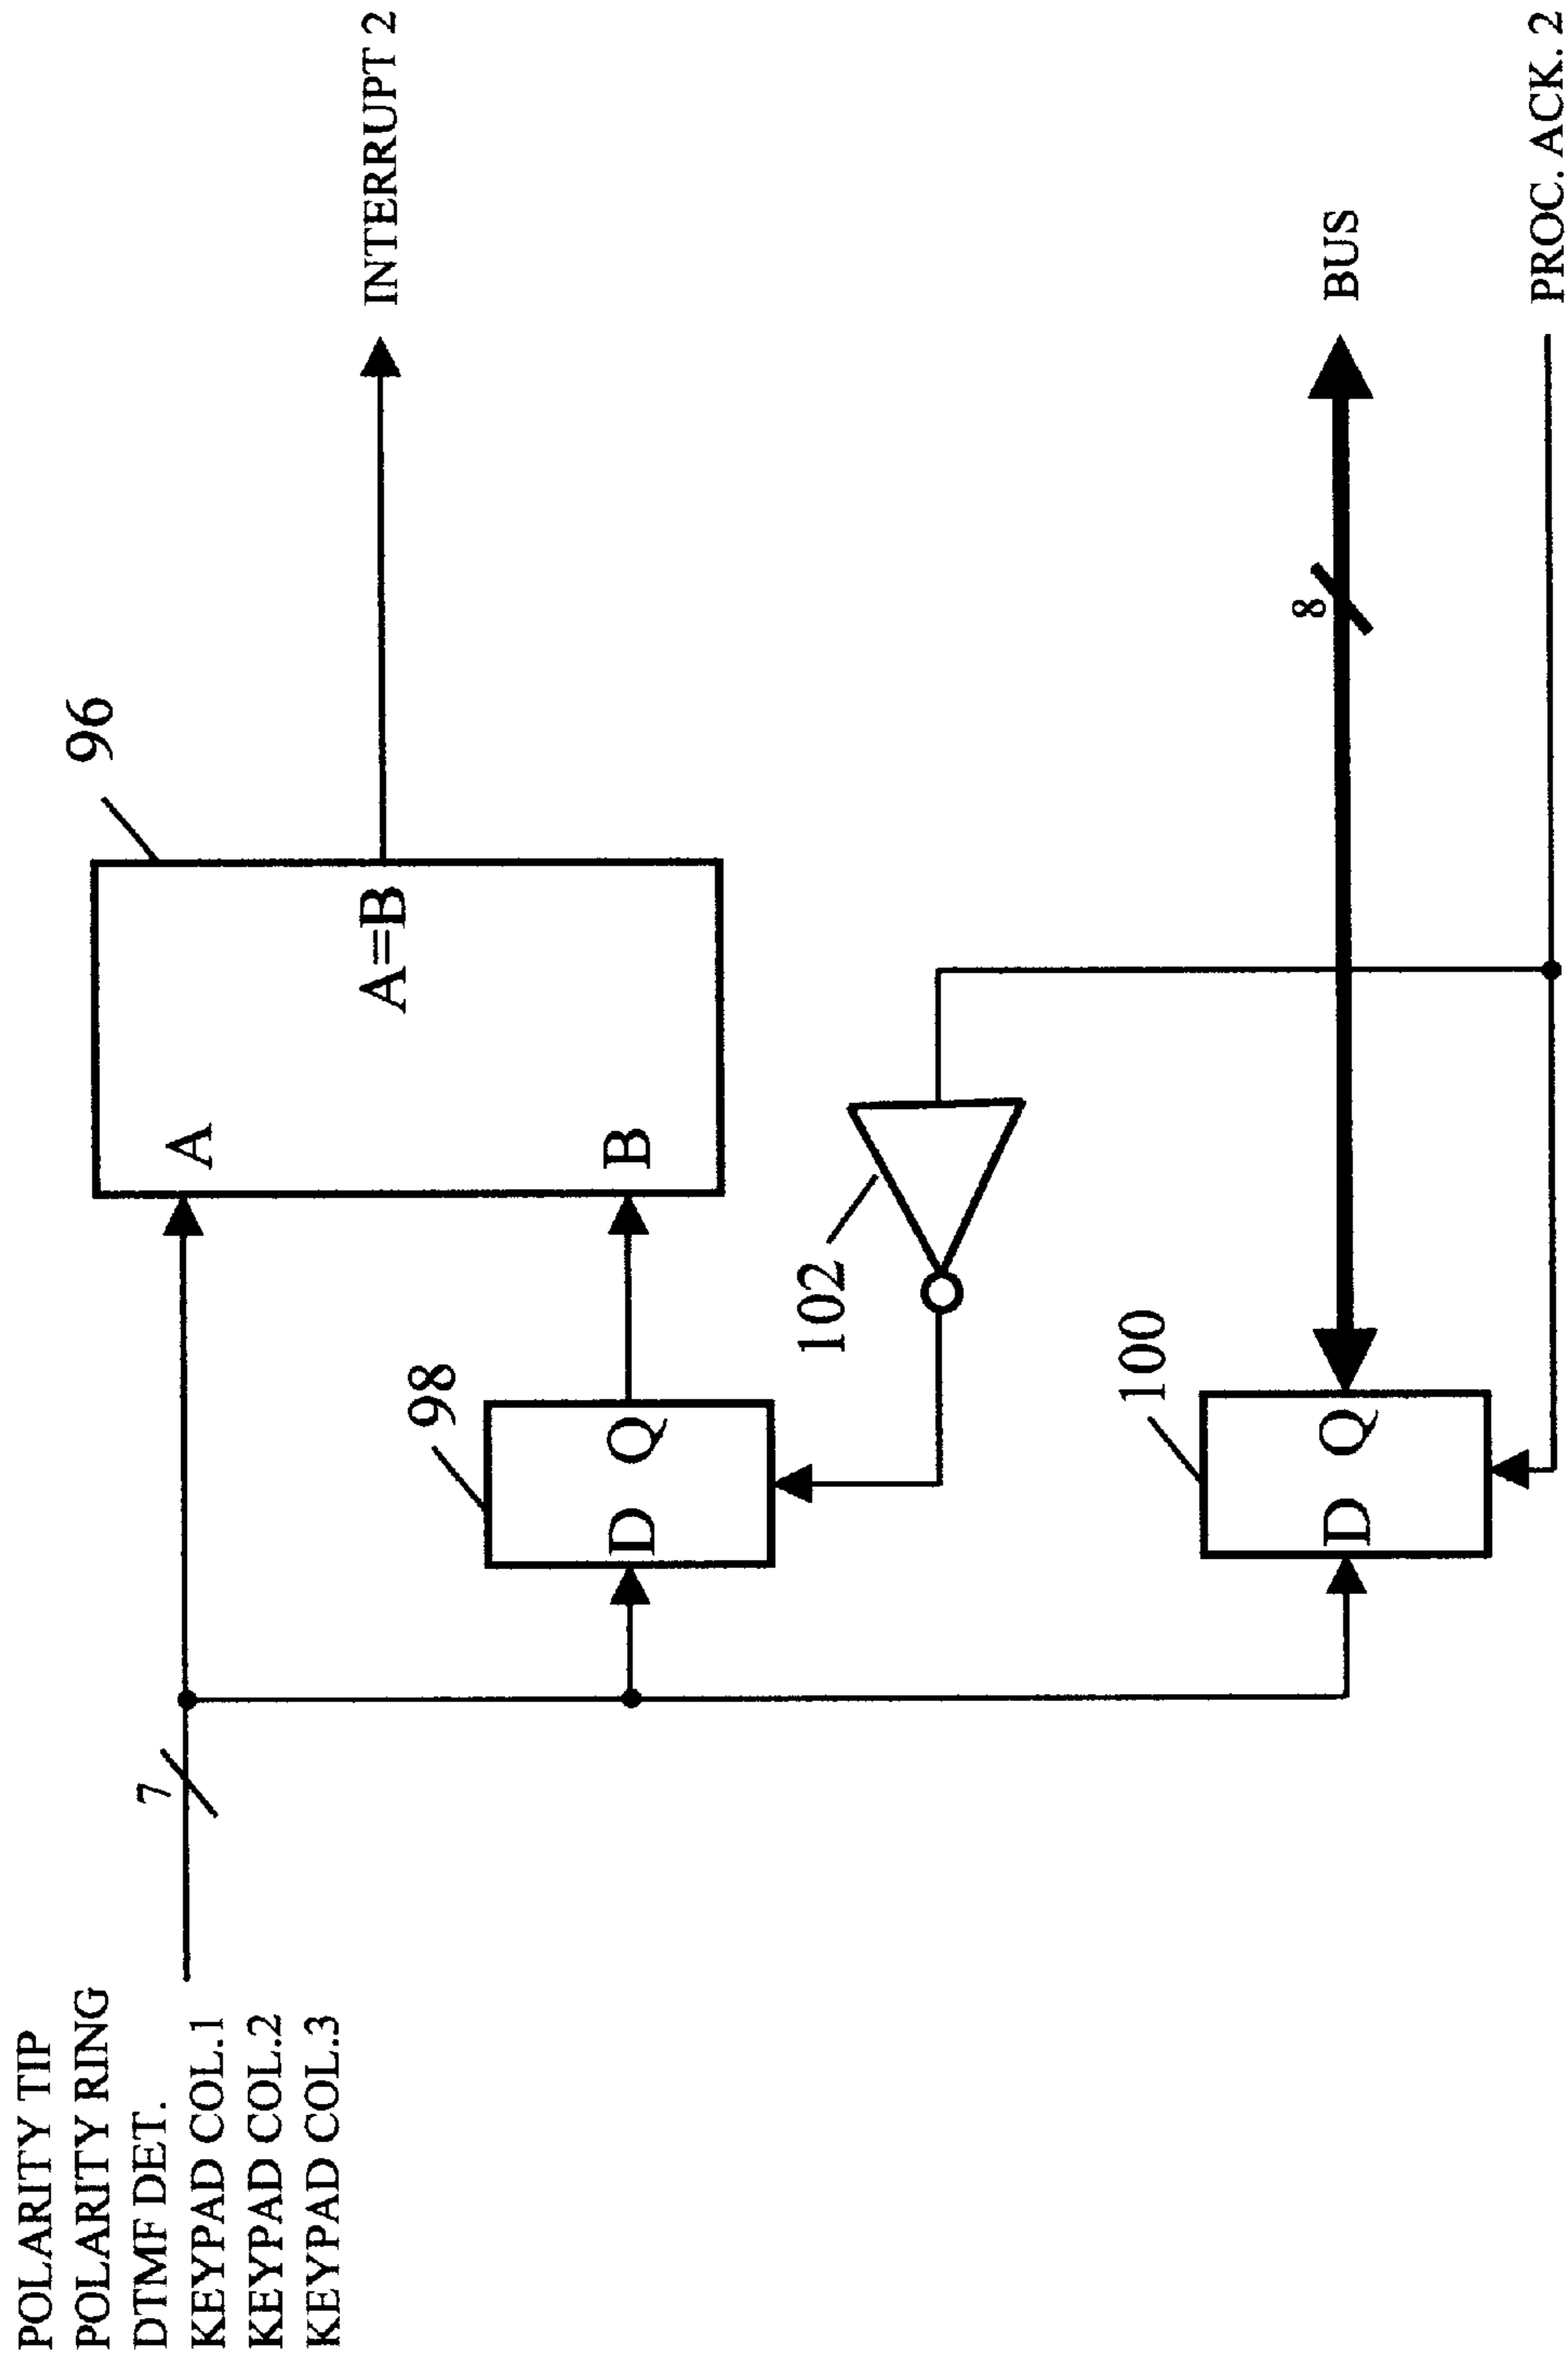 POLARITY TIP
POLARITY RING
DTMF DET.
KEYPAD COL.1
KEYPAD COL.2
KEYPAD COL.3
7
96
A
A=B
B
INTERRUPT 2
98
D Q
102
100
D Q
8
BUS
PROC. ACK. 2